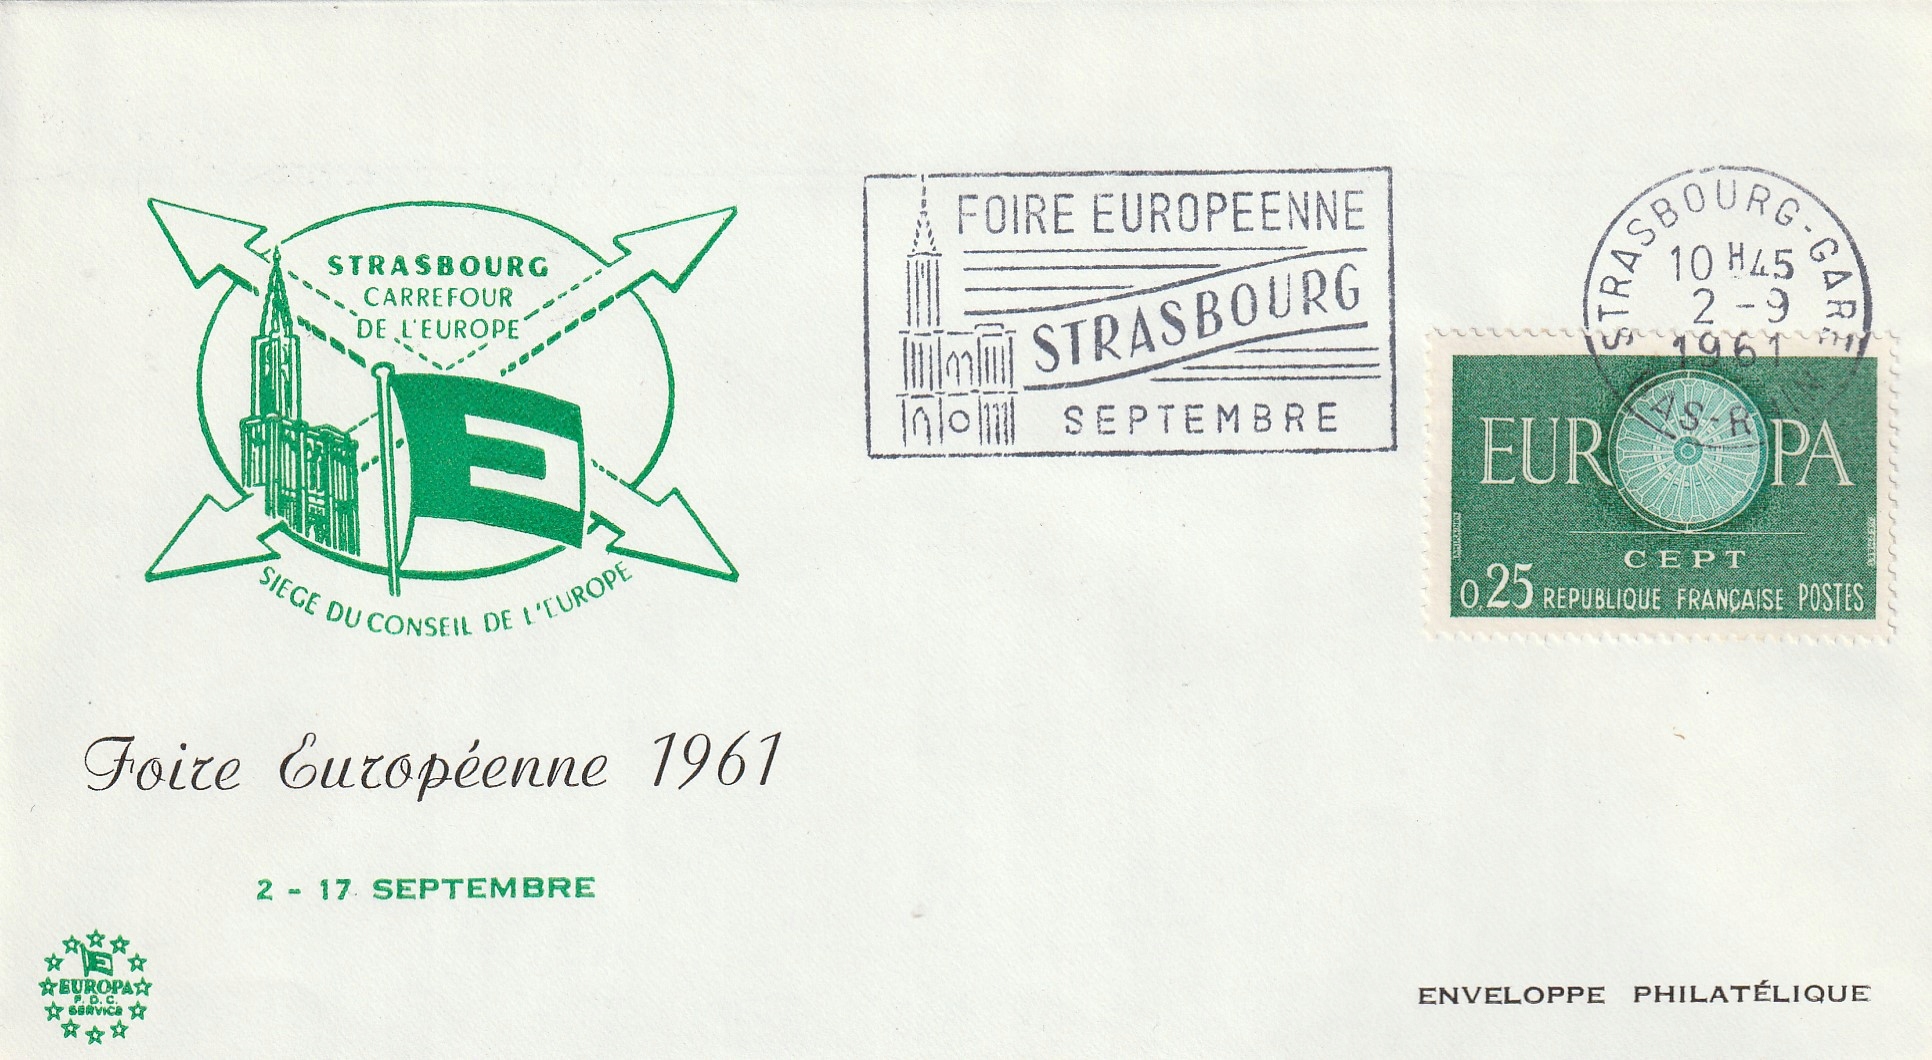 STRASBOURG
CARREFOUR
DE L'EUROPE
E
SIEGE DU CONSEIL DE L'EUROPE
FOIRE EUROPEENNE
STRASBOURG
SEPTEMBRE
STRASBOURG-GARE
10 H45
2 - 9
1961
EUROPA
CEPT
0,25 REPUBLIQUE FRANÇAISE POSTES
Foire Européenne 1961
2 - 17 SEPTEMBRE
E
EUROPA
F.D.C.
SERVICE
ENVELOPPE PHILATÉLIQUE